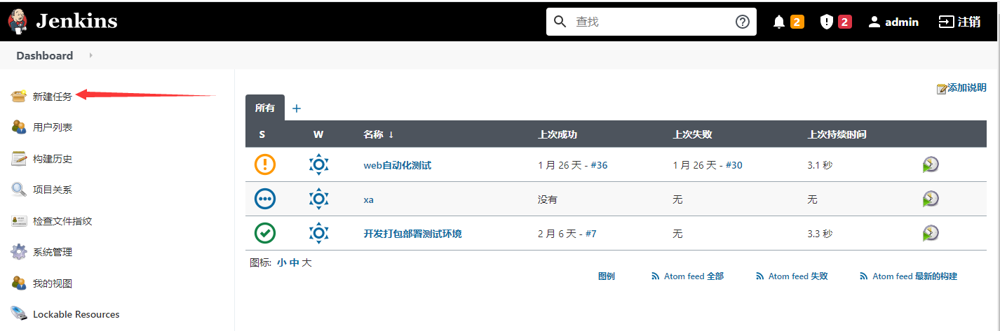 Jenkins
查找
2
2
admin
注销
Dashboard
新建任务
用户列表
构建历史
项目关系
检查文件指纹
系统管理
我的视图
Lockable Resources
添加说明
所有 +
S W 名称 ↓ 上次成功 上次失败 上次持续时间
web自动化测试 1 月 26 天 - #36 1 月 26 天 - #30 3.1 秒
xa 没有 无 无
开发打包部署测试环境 2 月 6 天 - #7 无 3.3 秒
图标: 小 中 大
图例 Atom feed 全部 Atom feed 失败 Atom feed 最新的构建